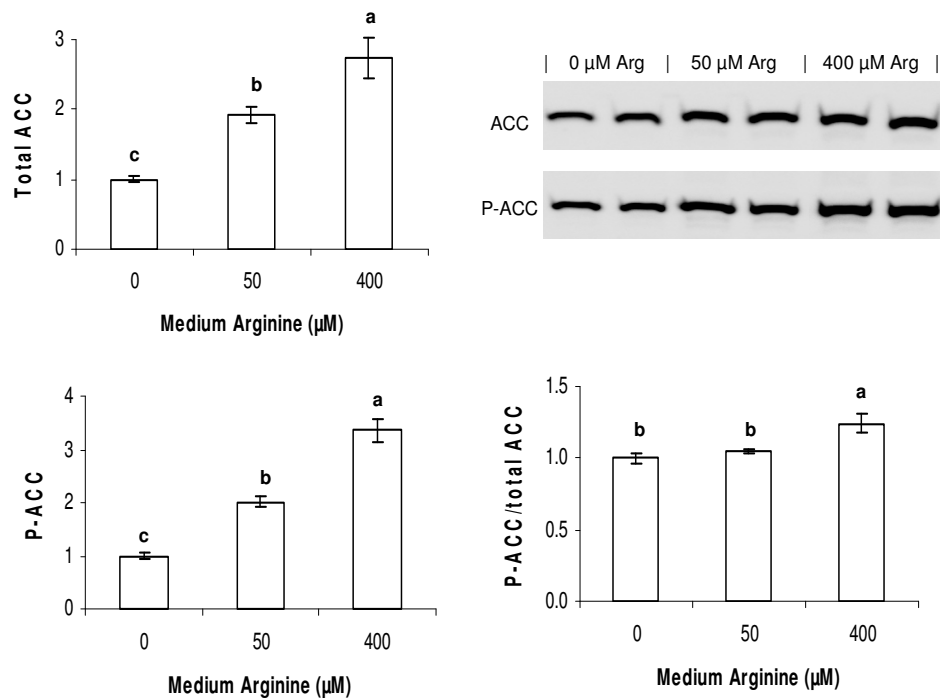 Total ACC
3
2
1
0
c
b
a
0 50 400
Medium Arginine (µM)
| 0 µM Arg | 50 µM Arg | 400 µM Arg |
ACC
P-ACC
P-ACC
4
3
2
1
0
c
b
a
0 50 400
Medium Arginine (µM)
P-ACC/total ACC
1.5
1.0
0.5
0.0
b
b
a
0 50 400
Medium Arginine (µM)